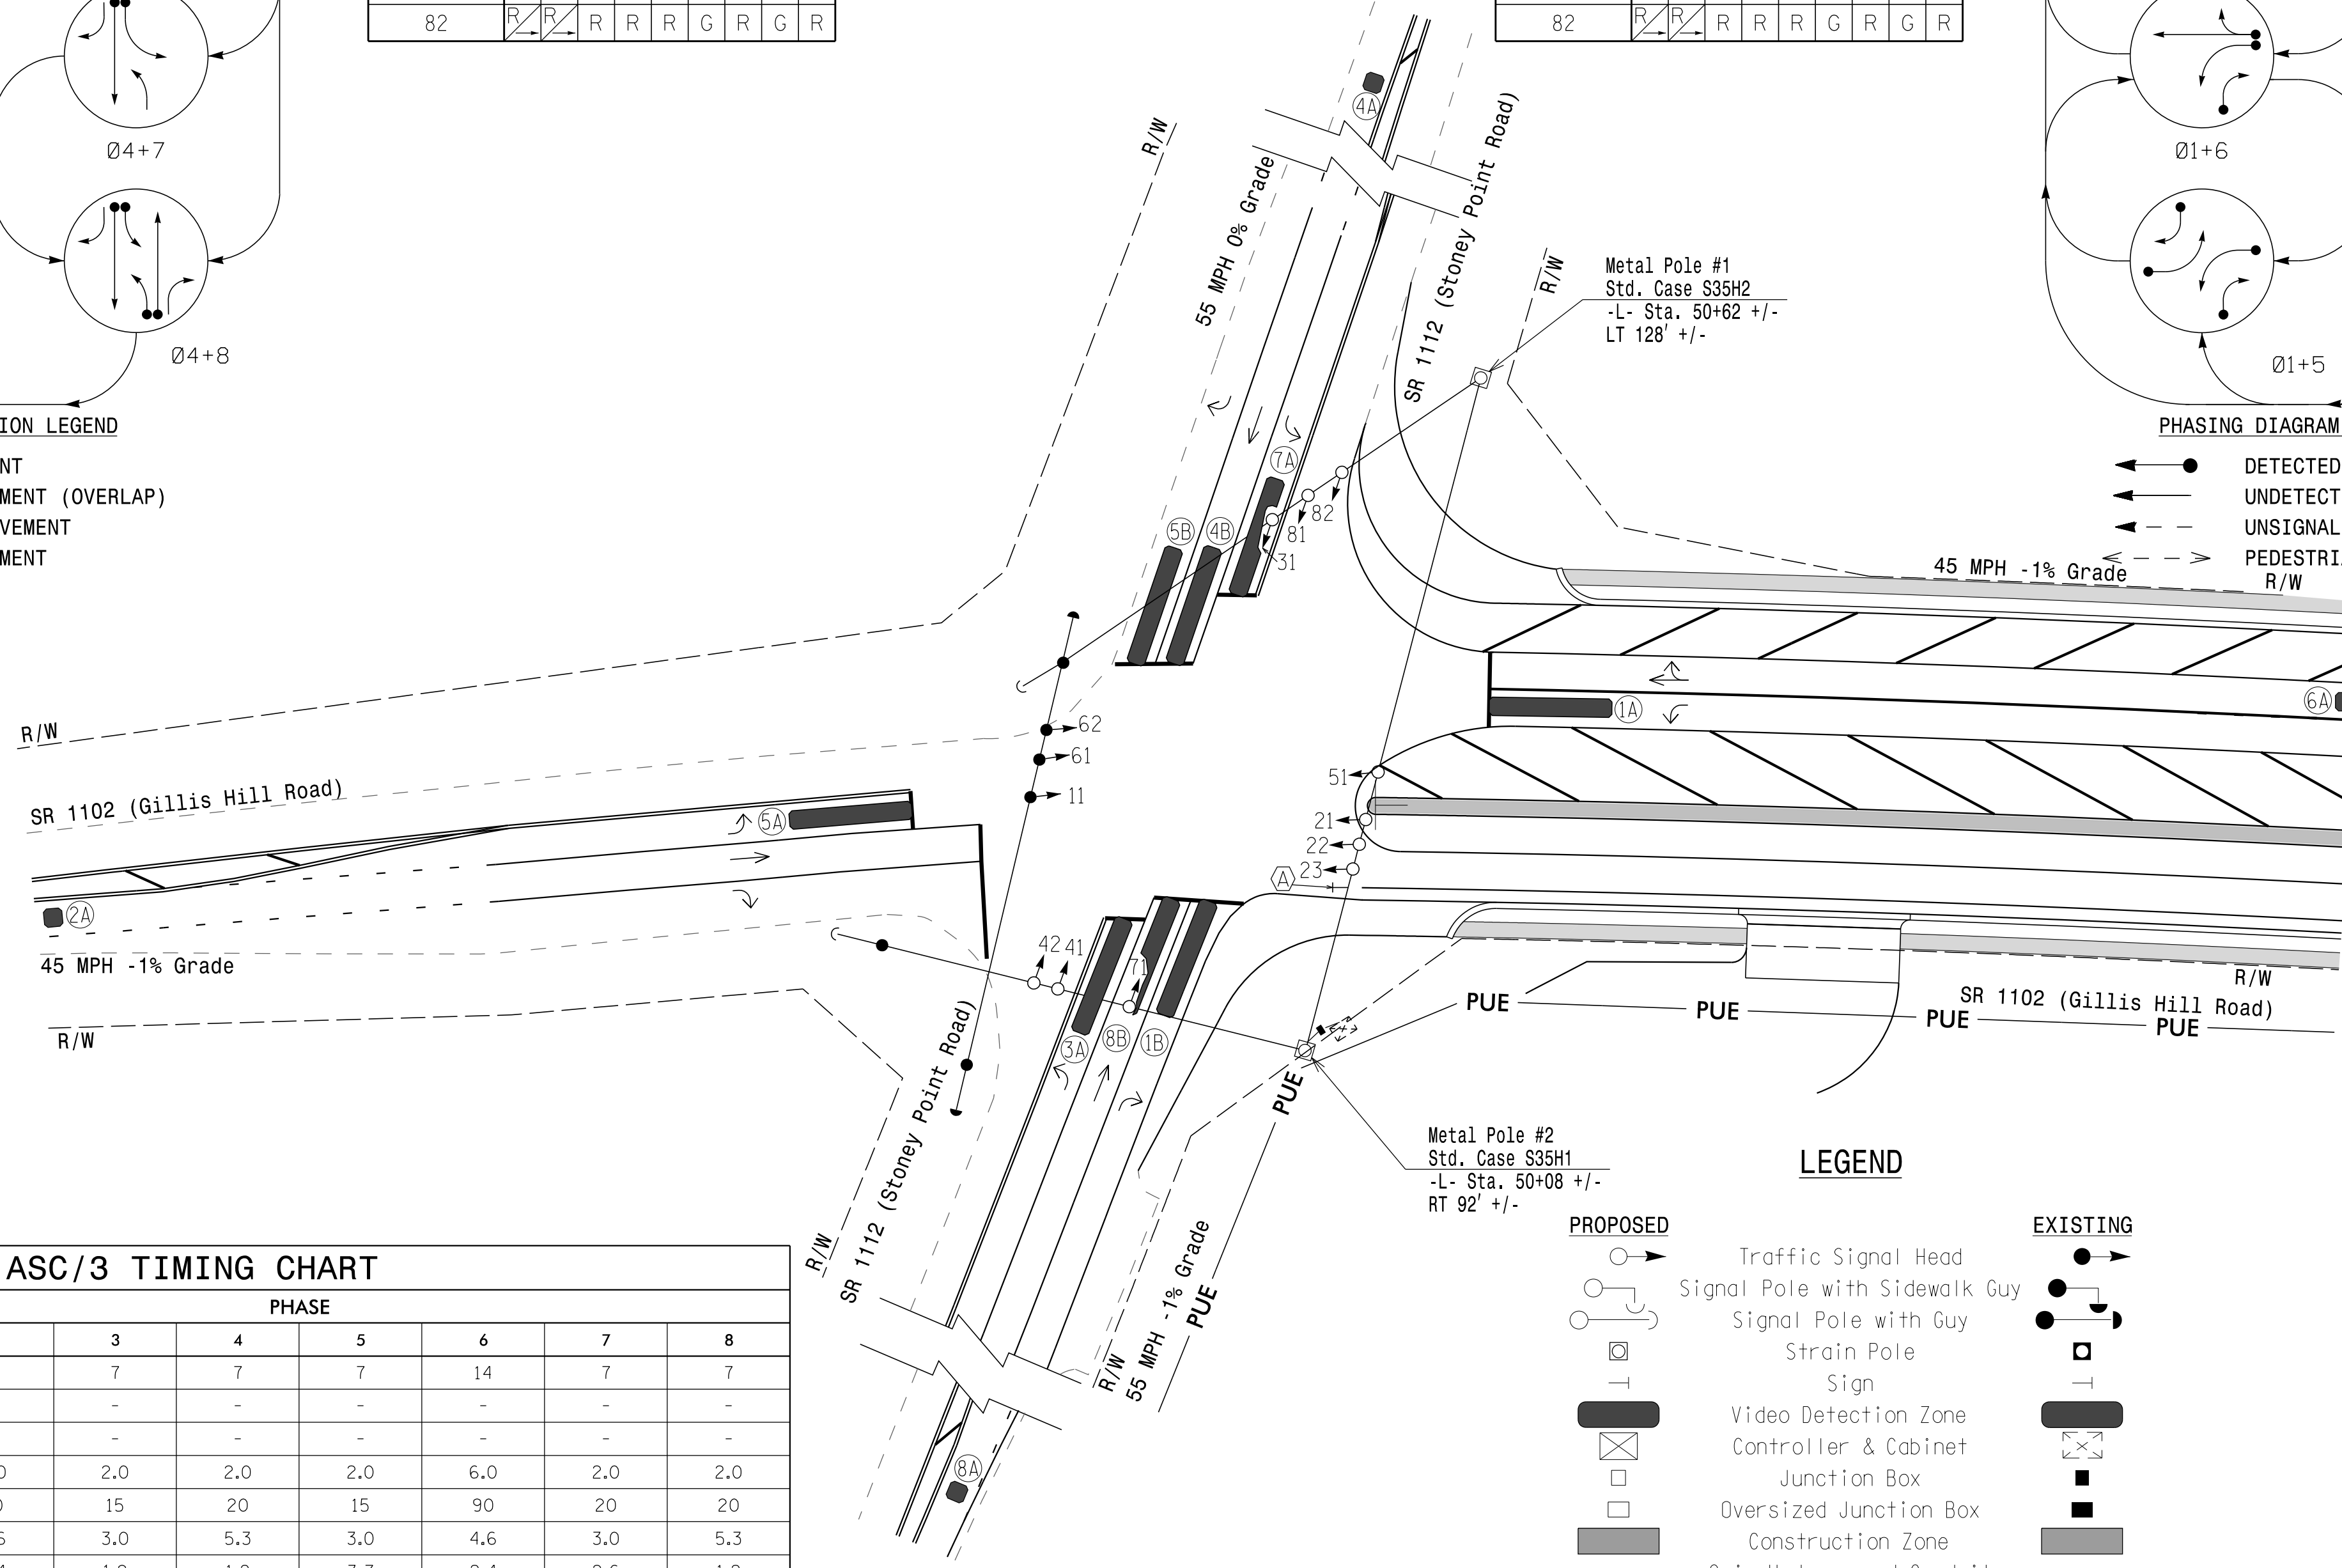 82 R R R R R G R G R
82 R R R R R G R G R
Ø4+7
Ø4+8
Ø1+6
Ø1+5
ION LEGEND
NT
MENT (OVERLAP)
VEMENT
MENT
PHASING DIAGRAM
DETECTED
UNDETECT
UNSIGNAL
PEDESTRI
4A
R/W
55 MPH 0% Grade
SR 1112 (Stoney Point Road)
R/W
Metal Pole #1
Std. Case S35H2
-L- Sta. 50+62 +/-
LT 128' +/-
7A
5B
4B
82
81
31
45 MPH -1% Grade
R/W
1A
6A
62
61
11
R/W
SR 1102 (Gillis Hill Road)
5A
2A
45 MPH -1% Grade
R/W
51
21
22
23
A
42
41
71
3A
8B
1B
PUE
PUE
PUE
PUE
R/W
SR 1102 (Gillis Hill Road)
PUE
Metal Pole #2
Std. Case S35H1
-L- Sta. 50+08 +/-
RT 92' +/-
R/W
SR 1112 (Stoney Point Road)
R/W
55 MPH -1% Grade
PUE
8A
ASC/3 TIMING CHART
PHASE
3 4 5 6 7 8
7 7 7 14 7 7
- - - - - -
- - - - - -
0 2.0 2.0 2.0 6.0 2.0 2.0
0 15 20 15 90 20 20
3.0 5.3 3.0 4.6 3.0 5.3
LEGEND
PROPOSED
EXISTING
Traffic Signal Head
Signal Pole with Sidewalk Guy
Signal Pole with Guy
Strain Pole
Sign
Video Detection Zone
Controller & Cabinet
Junction Box
Oversized Junction Box
Construction Zone